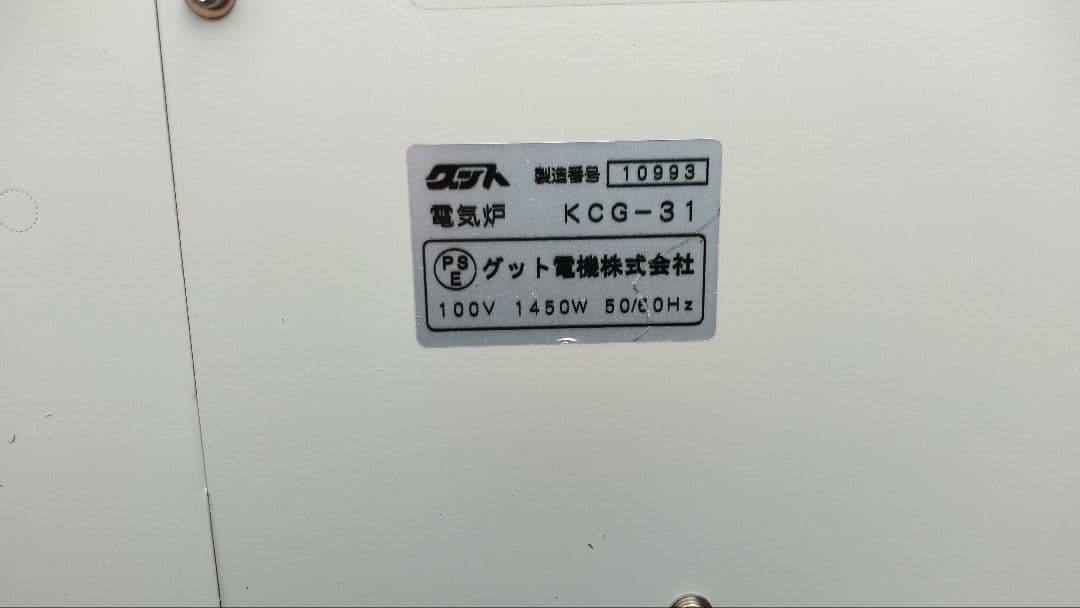 グット 製造番号 10993
電気炉 KCG-31
PSE グット電機株式会社
100V 1450W 50/60Hz